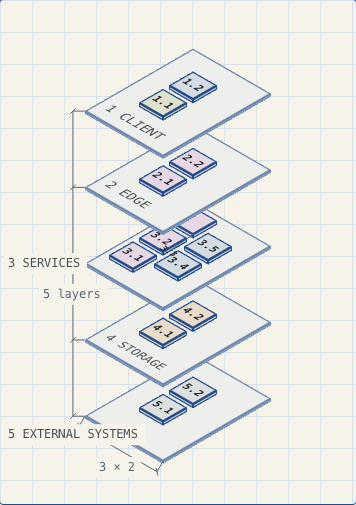 1.2
1.1
1 CLIENT
2.2
2.1
2 EDGE
3.2
3.5
3.1
3.4
3 SERVICES
5 layers
4.2
4.1
4 STORAGE
5.2
5.1
5 EXTERNAL SYSTEMS
3 × 2